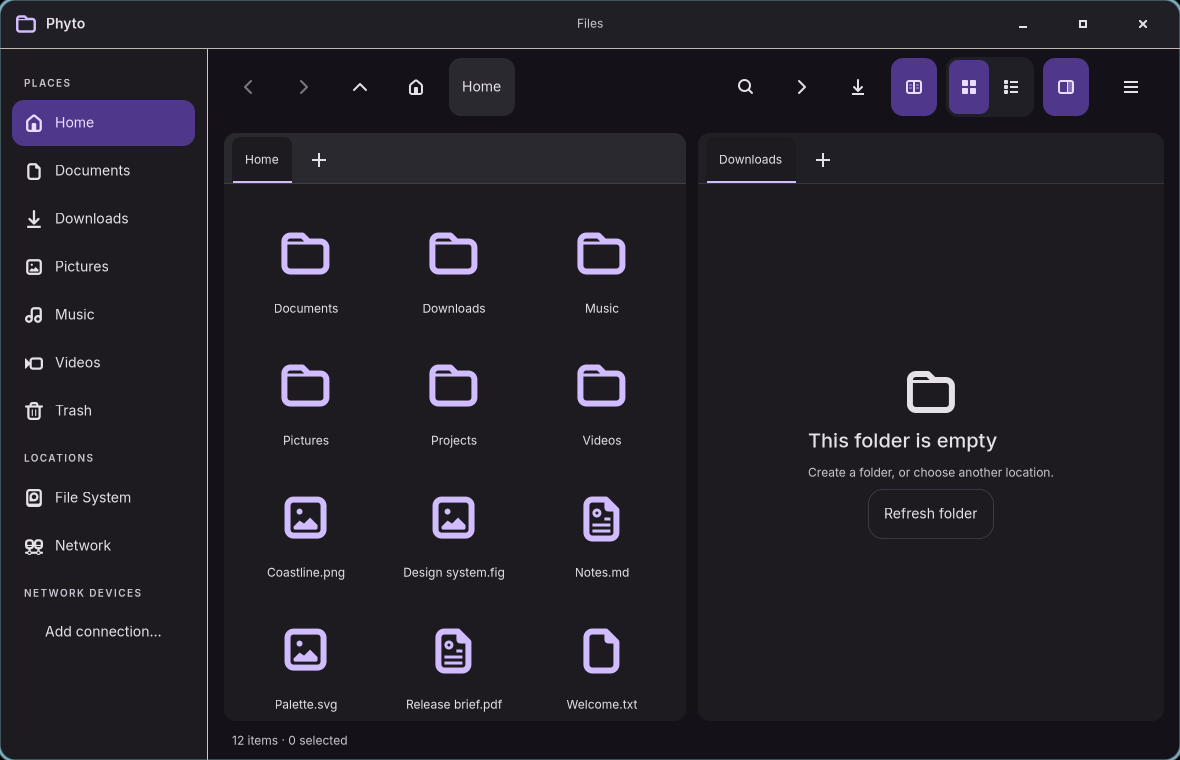 Phyto
Files
PLACES
Home
Documents
Downloads
Pictures
Music
Videos
Trash
LOCATIONS
File System
Network
NETWORK DEVICES
Add connection...
Home
Home
Documents
Downloads
Music
Pictures
Projects
Videos
Coastline.png
Design system.fig
Notes.md
Palette.svg
Release brief.pdf
Welcome.txt
Downloads
This folder is empty
Create a folder, or choose another location.
Refresh folder
12 items · 0 selected